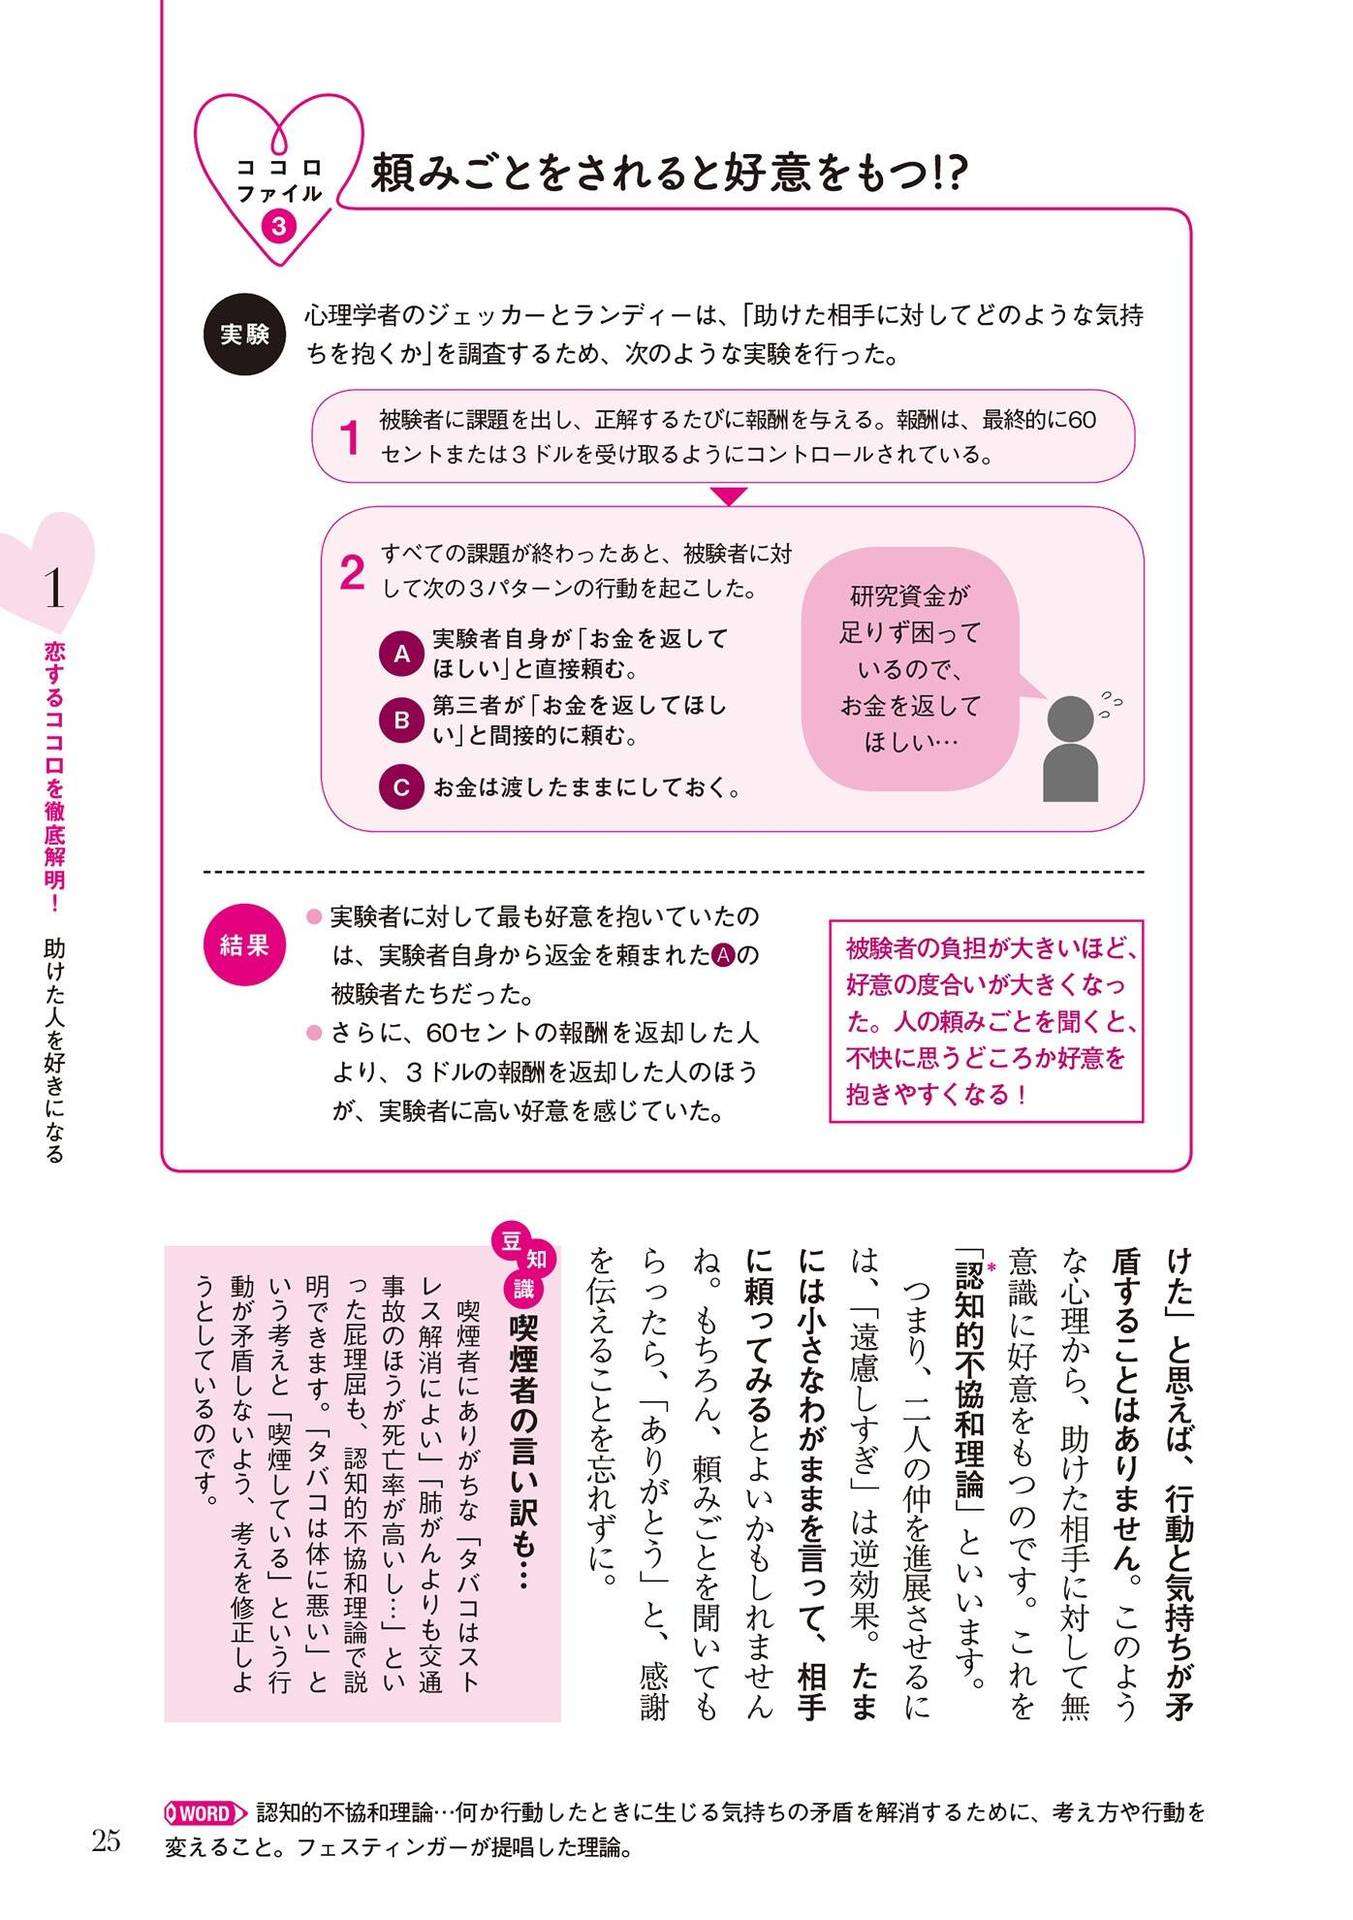 ココロ
ファイル
3
頼みごとをされると好意をもつ!?
実験
心理学者のジェッカーとランディーは、「助けた相手に対してどのような気持
ちを抱くか」を調査するため、次のような実験を行った。
1
被験者に課題を出し、正解するたびに報酬を与える。報酬は、最終的に60
セントまたは3ドルを受け取るようにコントロールされている。
2
すべての課題が終わったあと、被験者に対
して次の3パターンの行動を起こした。
A
実験者自身が「お金を返して
ほしい」と直接頼む。
B
第三者が「お金を返してほし
い」と間接的に頼む。
C
お金は渡したままにしておく。
研究資金が
足りず困って
いるので、
お金を返して
ほしい…
結果
●実験者に対して最も好意を抱いていたの
は、実験者自身から返金を頼まれたAの
被験者たちだった。
●さらに、60セントの報酬を返却した人
より、3ドルの報酬を返却した人のほう
が、実験者に高い好意を感じていた。
被験者の負担が大きいほど、
好意の度合いが大きくなっ
た。人の頼みごとを聞くと、
不快に思うどころか好意を
抱きやすくなる!
1
恋するココロを徹底解明! 助けた人を好きになる
けた」と思えば、行動と気持ちが矛
盾することはありません。このよう
な心理から、助けた相手に対して無
意識に好意をもつのです。これを
「認知的不協和理論*」といいます。
つまり、二人の仲を進展させるに
は、「遠慮しすぎ」は逆効果。たま
には小さなわがままを言って、相手
に頼ってみるとよいかもしれません
ね。もちろん、頼みごとを聞いても
らったら、「ありがとう」と、感謝
を伝えることを忘れずに。
豆知識
喫煙者の言い訳も…
喫煙者にありがちな「タバコはスト
レス解消によい」「肺がんよりも交通
事故のほうが死亡率が高いし…」とい
った屁理屈も、認知的不協和理論で説
明できます。「タバコは体に悪い」と
いう考えと「喫煙している」という行
動が矛盾しないよう、考えを修正しよ
うとしているのです。
WORD 認知的不協和理論…何か行動したときに生じる気持ちの矛盾を解消するために、考え方や行動を
変えること。フェスティンガーが提唱した理論。
25